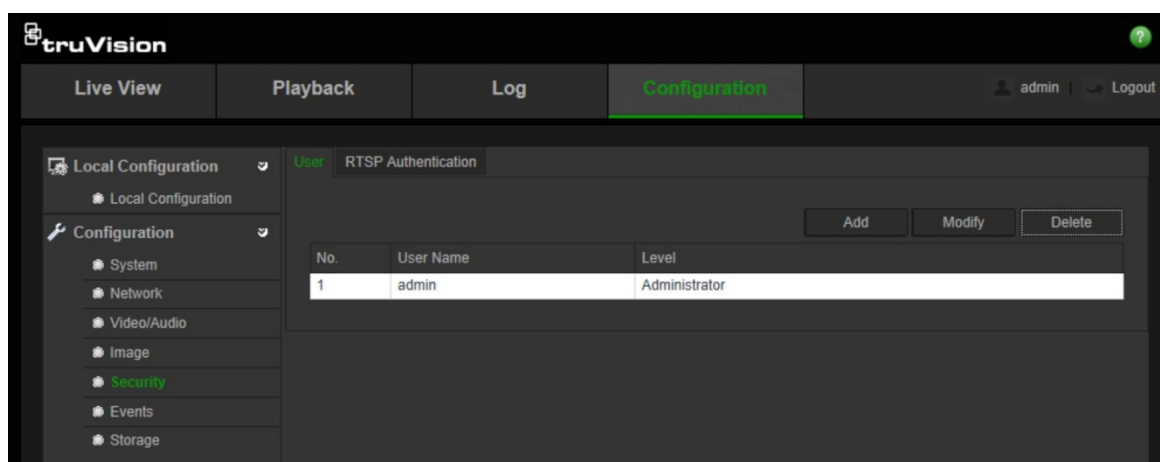 truVision
?
Live View Playback Log Configuration admin | Logout
Local Configuration
Local Configuration
Configuration
System
Network
Video/Audio
Image
Security
Events
Storage
User RTSP Authentication
Add Modify Delete
No. User Name Level
1 admin Administrator